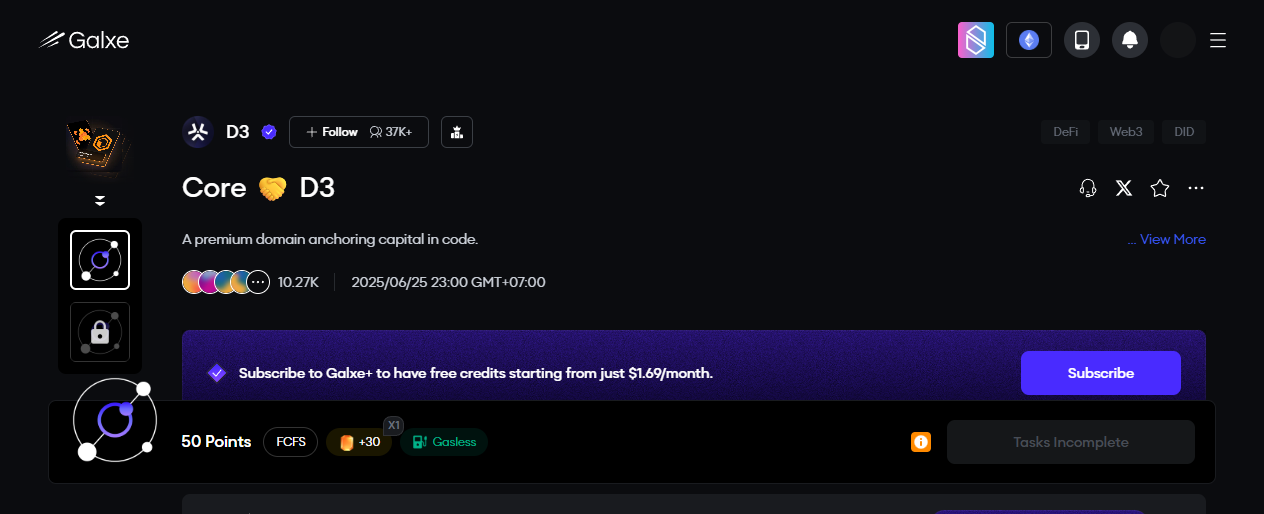 Galxe
D3
+ Follow 37K+
DeFi
Web3
DID
Core 🤝 D3
A premium domain anchoring capital in code.
... View More
10.27K
2025/06/25 23:00 GMT+07:00
Subscribe to Galxe+ to have free credits starting from just $1.69/month.
Subscribe
50 Points
FCFS
+30
X1
Gasless
Tasks Incomplete